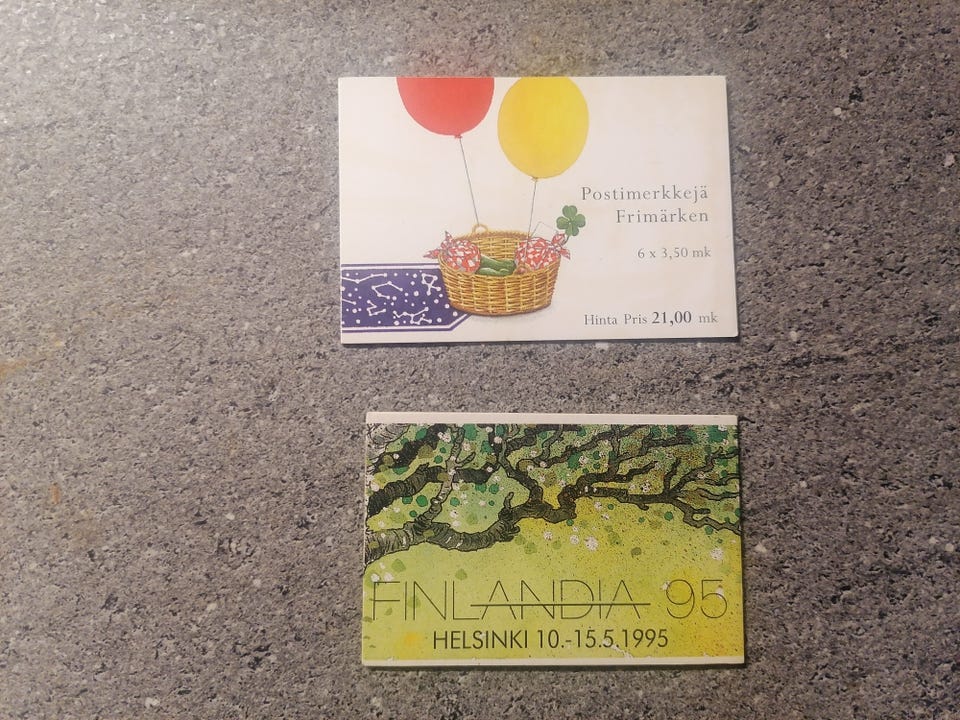 Postimerkkejä
Frimärken
6 x 3,50 mk
Hinta Pris 21,00 mk
FINLANDIA 95
HELSINKI 10.-15.5.1995